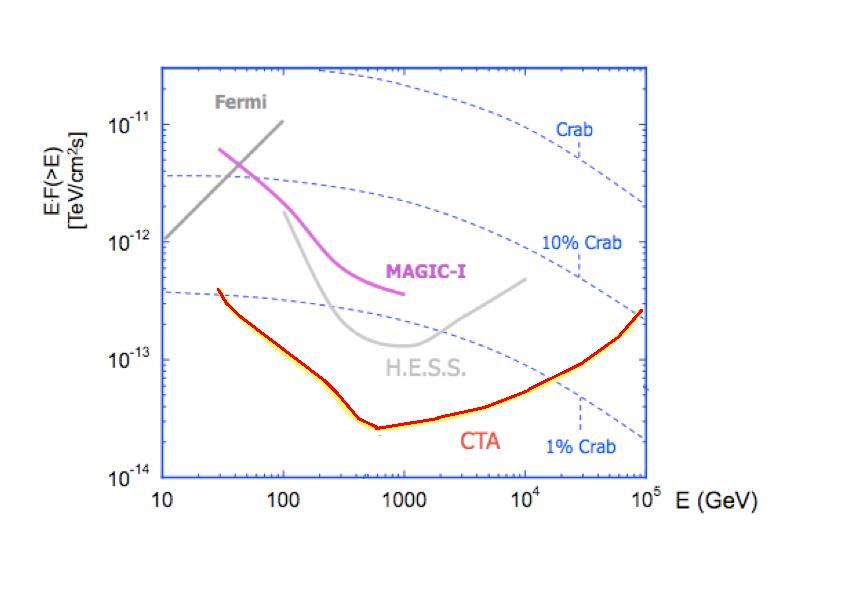 Fermi
10⁻¹¹
Crab
E·F(>E)
[TeV/cm²s]
10⁻¹²
10% Crab
MAGIC-I
10⁻¹³
H.E.S.S.
CTA
1% Crab
10⁻¹⁴
10 100 1000 10⁴ 10⁵ E (GeV)